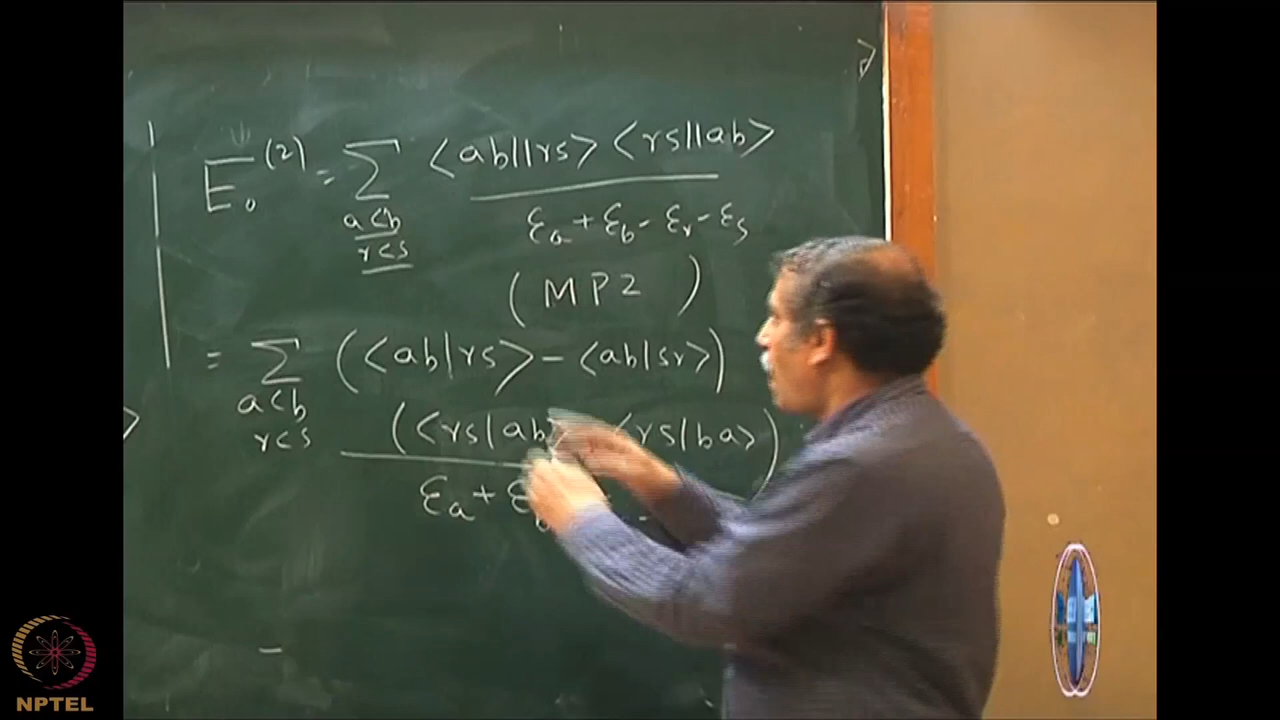 E₀⁽²⁾ = Σ <ab||rs> <rs||ab>
a<b
r<s
εa + εb - εr - εs
(MP2)
= Σ (<ab|rs> - <ab|sr>)
a<b
r<s
(<rs|ab> <rs|ba>)
εa + ε
NPTEL